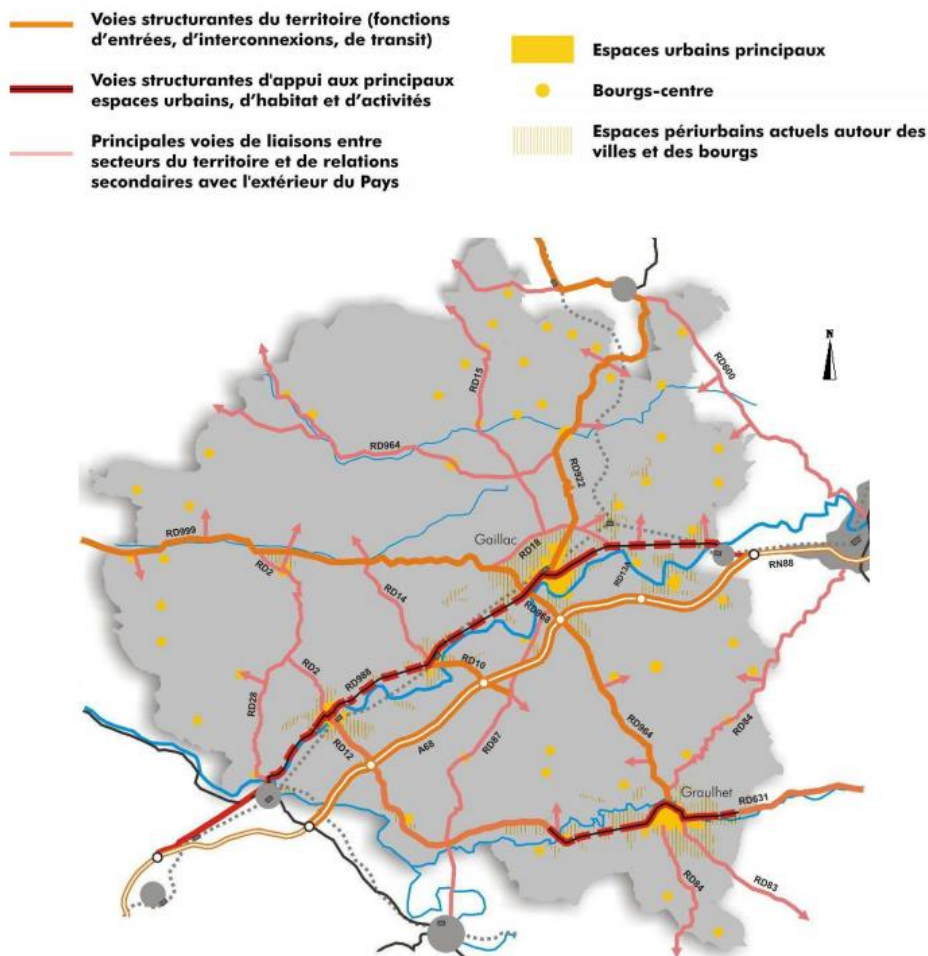 Voies structurantes du territoire (fonctions
d'entrées, d'interconnexions, de transit)
Voies structurantes d'appui aux principaux
espaces urbains, d'habitat et d'activités
Principales voies de liaisons entre
secteurs du territoire et de relations
secondaires avec l'extérieur du Pays
Espaces urbains principaux
Bourgs-centre
Espaces périurbains actuels autour des
villes et des bourgs
N
RD600
RD15
RD964
RD922
RD999
Gaillac
RD18
RD2
RD13A
RN88
RD14
RD968
RD10
RD2
RD988
RD28
RD964
RD84
RD12
A68
RD87
Graulhet
RD631
RD84
RD83